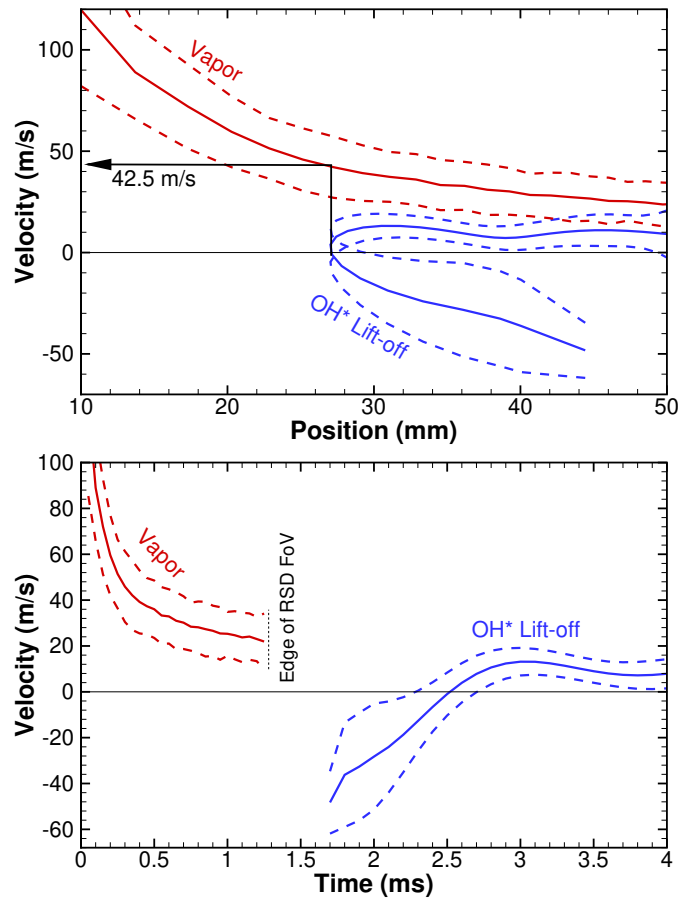 Velocity (m/s)
100
50
0
-50
Vapor
42.5 m/s
OH* Lift-off
10
20
30
40
50
Position (mm)
Velocity (m/s)
100
80
60
40
20
0
-20
-40
-60
Vapor
Edge of RSD FoV
OH* Lift-off
0
0.5
1
1.5
2
2.5
3
3.5
4
Time (ms)